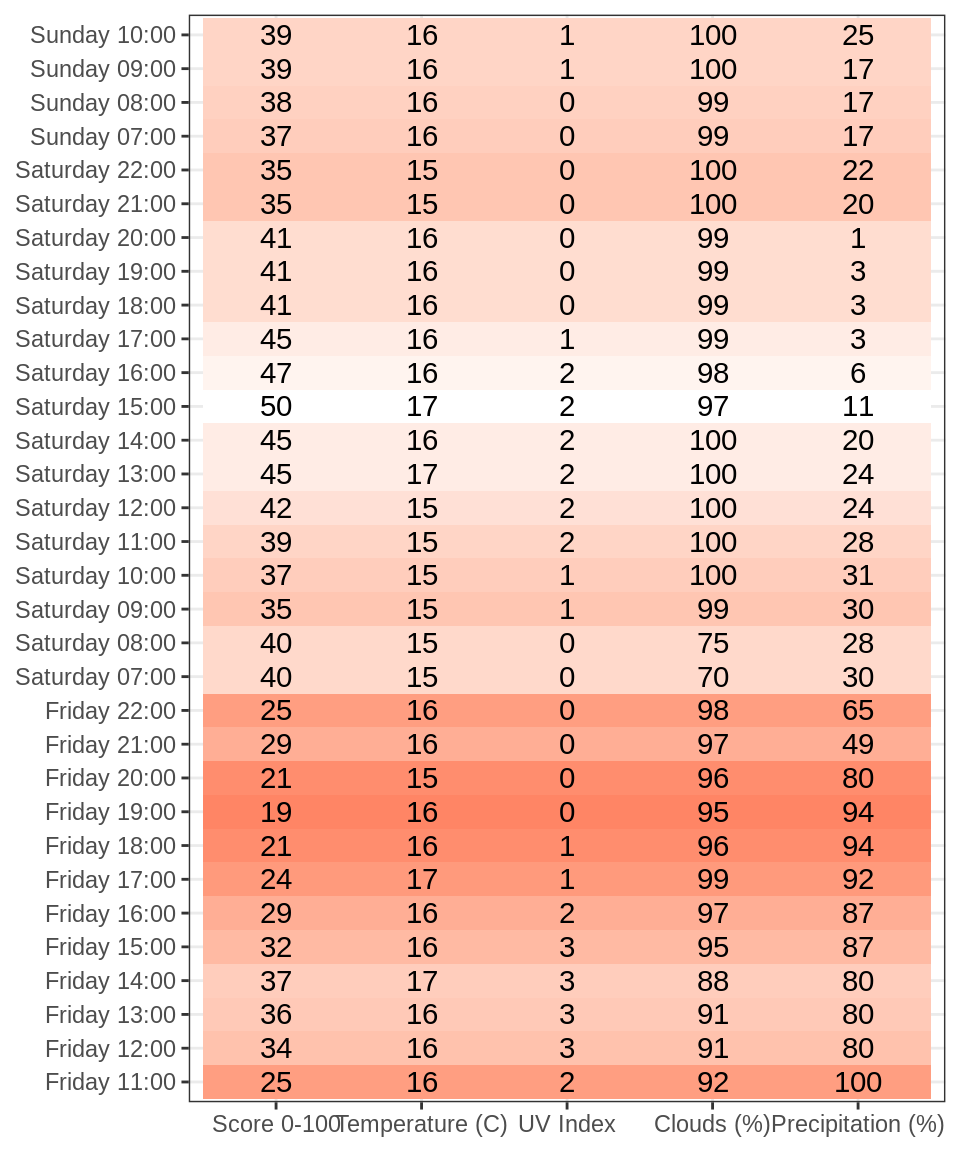 Sunday 10:00 39 16 1 100 25
Sunday 09:00 39 16 1 100 17
Sunday 08:00 38 16 0 99 17
Sunday 07:00 37 16 0 99 17
Saturday 22:00 35 15 0 100 22
Saturday 21:00 35 15 0 100 20
Saturday 20:00 41 16 0 99 1
Saturday 19:00 41 16 0 99 3
Saturday 18:00 41 16 0 99 3
Saturday 17:00 45 16 1 99 3
Saturday 16:00 47 16 2 98 6
Saturday 15:00 50 17 2 97 11
Saturday 14:00 45 16 2 100 20
Saturday 13:00 45 17 2 100 24
Saturday 12:00 42 15 2 100 24
Saturday 11:00 39 15 2 100 28
Saturday 10:00 37 15 1 100 31
Saturday 09:00 35 15 1 99 30
Saturday 08:00 40 15 0 75 28
Saturday 07:00 40 15 0 70 30
Friday 22:00 25 16 0 98 65
Friday 21:00 29 16 0 97 49
Friday 20:00 21 15 0 96 80
Friday 19:00 19 16 0 95 94
Friday 18:00 21 16 1 96 94
Friday 17:00 24 17 1 99 92
Friday 16:00 29 16 2 97 87
Friday 15:00 32 16 3 95 87
Friday 14:00 37 17 3 88 80
Friday 13:00 36 16 3 91 80
Friday 12:00 34 16 3 91 80
Friday 11:00 25 16 2 92 100
Score 0-100 Temperature (C) UV Index Clouds (%) Precipitation (%)